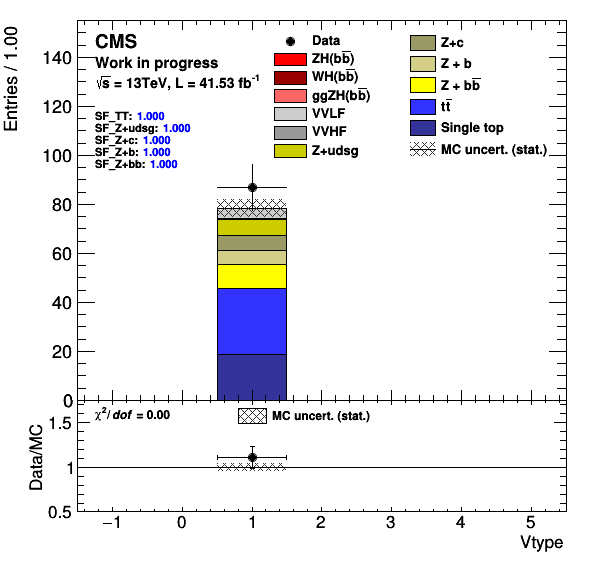 CMS
Work in progress
√s = 13TeV, L = 41.53 fb⁻¹
SF_TT: 1.000
SF_Z+udsg: 1.000
SF_Z+c: 1.000
SF_Z+b: 1.000
SF_Z+bb: 1.000
Data
ZH(bb̅)
WH(bb̅)
ggZH(bb̅)
VVLF
VVHF
Z+udsg
Z+c
Z + b
Z + bb̅
tt̅
Single top
MC uncert. (stat.)
Entries / 1.00
140
120
100
80
60
40
20
0
χ²/dof = 0.00
MC uncert. (stat.)
Data/MC
1.5
1
0.5
−1 0 1 2 3 4 5
Vtype